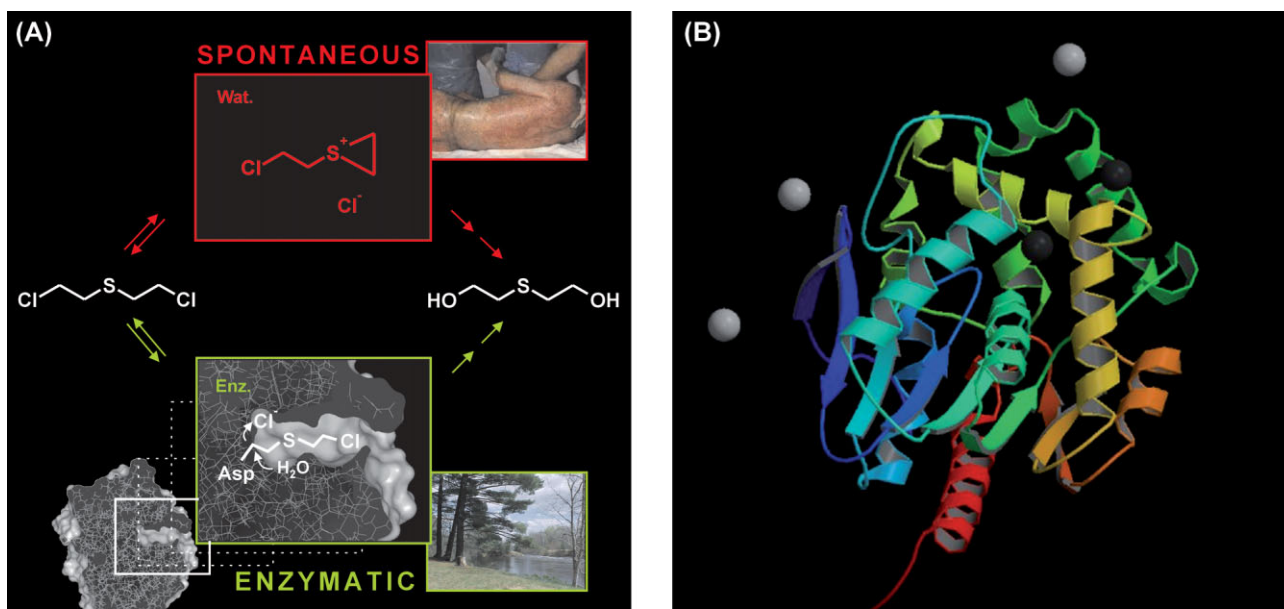 (A)
SPONTANEOUS
Wat.
Cl
S+
Cl-
Cl
S
Cl
HO
S
OH
Enz.
Cl-
S
Cl
Asp
H2O
ENZYMATIC
(B)